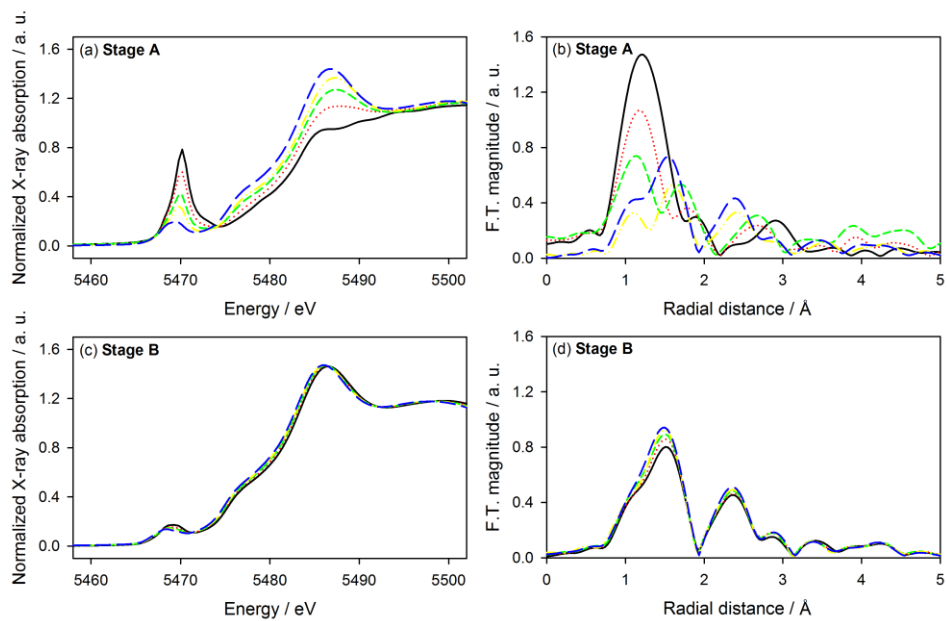 (a) Stage A
Normalized X-ray absorption / a. u.
1.6
1.2
0.8
0.4
0.0
5460 5470 5480 5490 5500
Energy / eV
(b) Stage A
F.T. magnitude / a. u.
1.6
1.2
0.8
0.4
0.0
0 1 2 3 4 5
Radial distance / Å
(c) Stage B
Normalized X-ray absorption / a. u.
1.6
1.2
0.8
0.4
0.0
5460 5470 5480 5490 5500
Energy / eV
(d) Stage B
F.T. magnitude / a. u.
1.6
1.2
0.8
0.4
0.0
0 1 2 3 4 5
Radial distance / Å